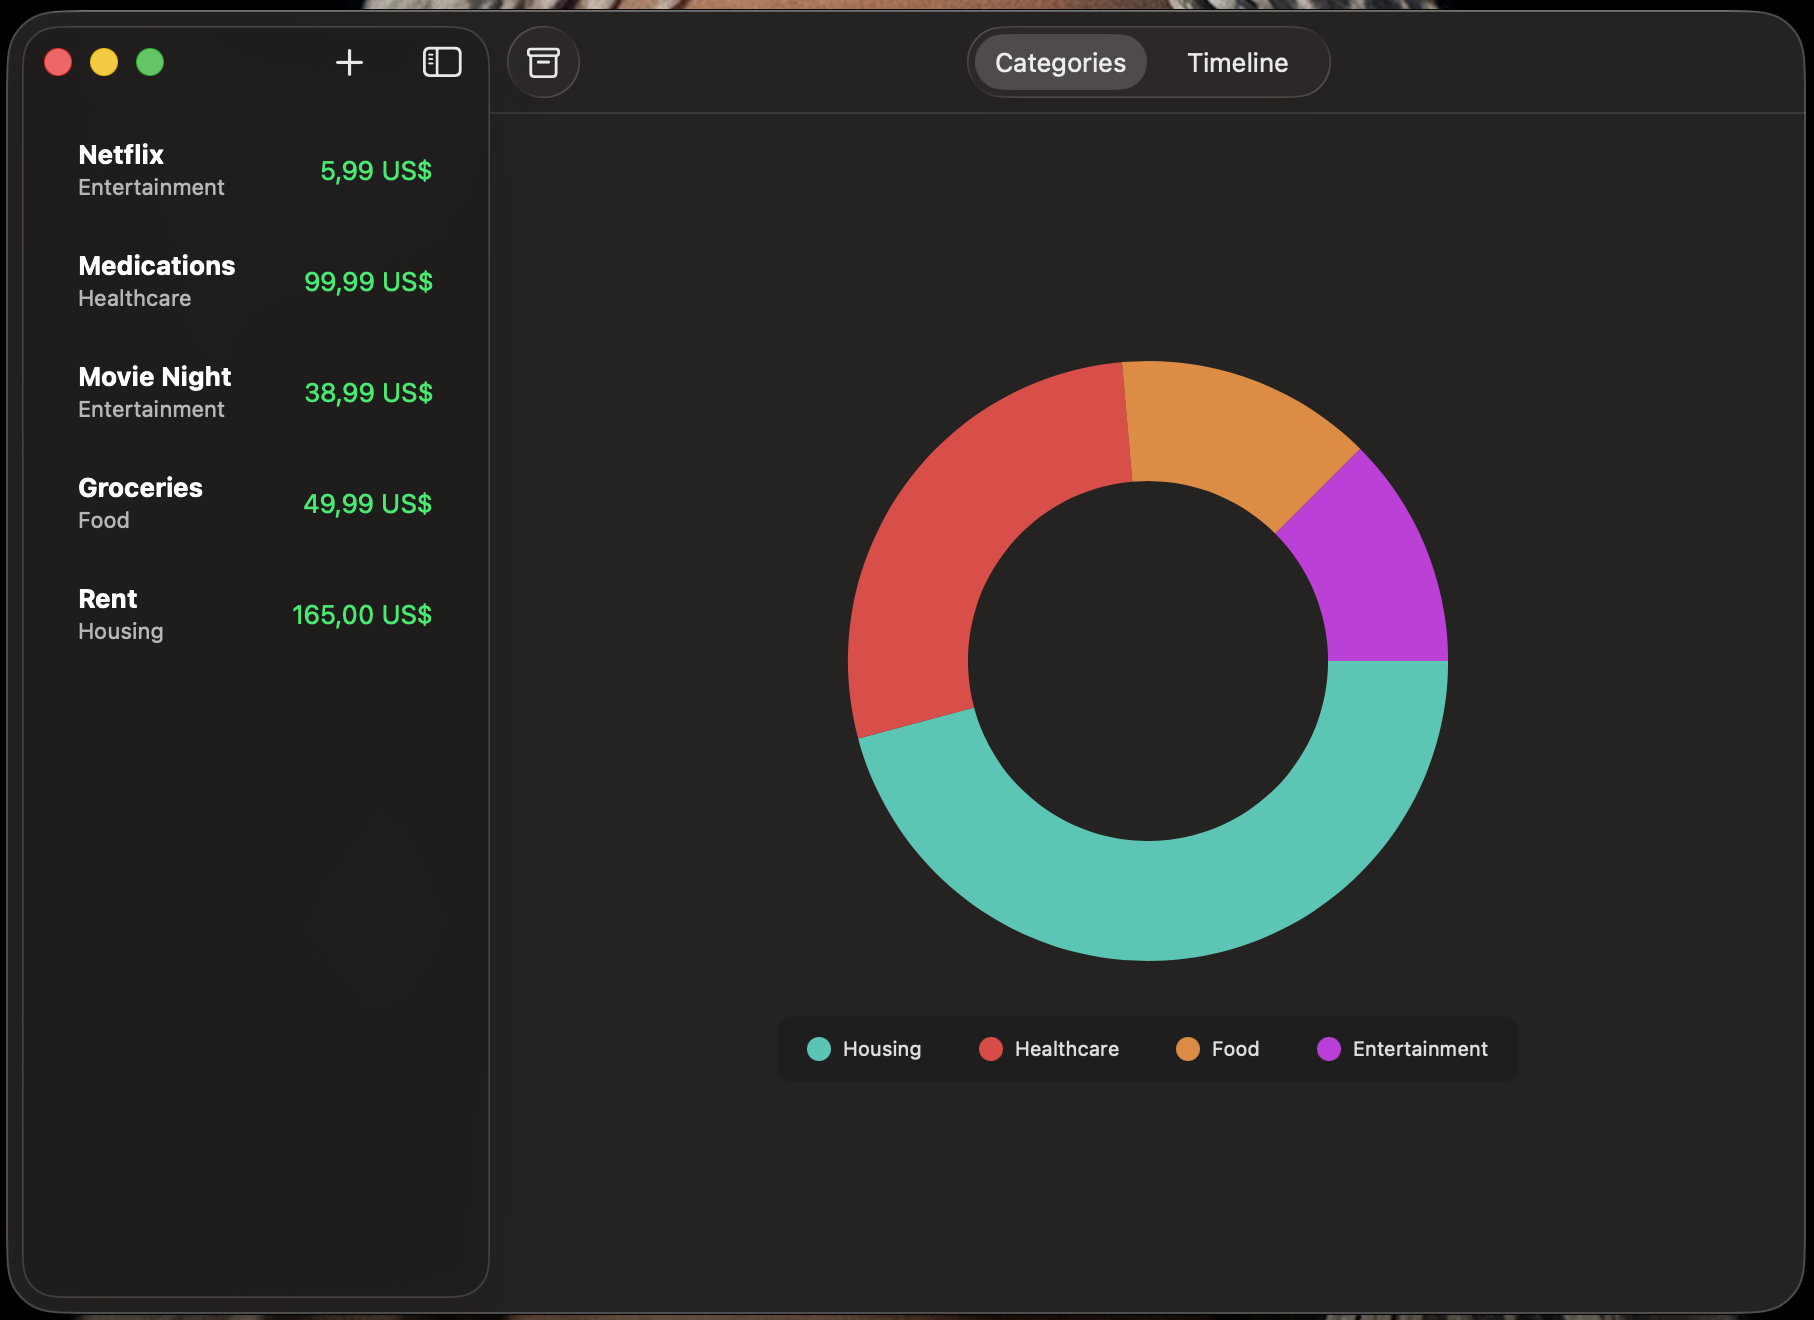 Categories
Timeline
Netflix
Entertainment
5,99 US$
Medications
Healthcare
99,99 US$
Movie Night
Entertainment
38,99 US$
Groceries
Food
49,99 US$
Rent
Housing
165,00 US$
Housing
Healthcare
Food
Entertainment